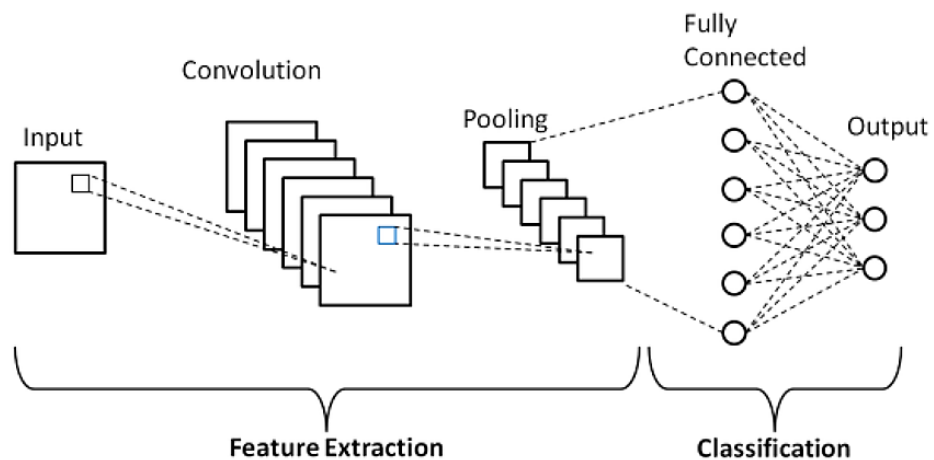 Fully
Connected
Convolution
Pooling
Output
Input
Feature Extraction
Classification